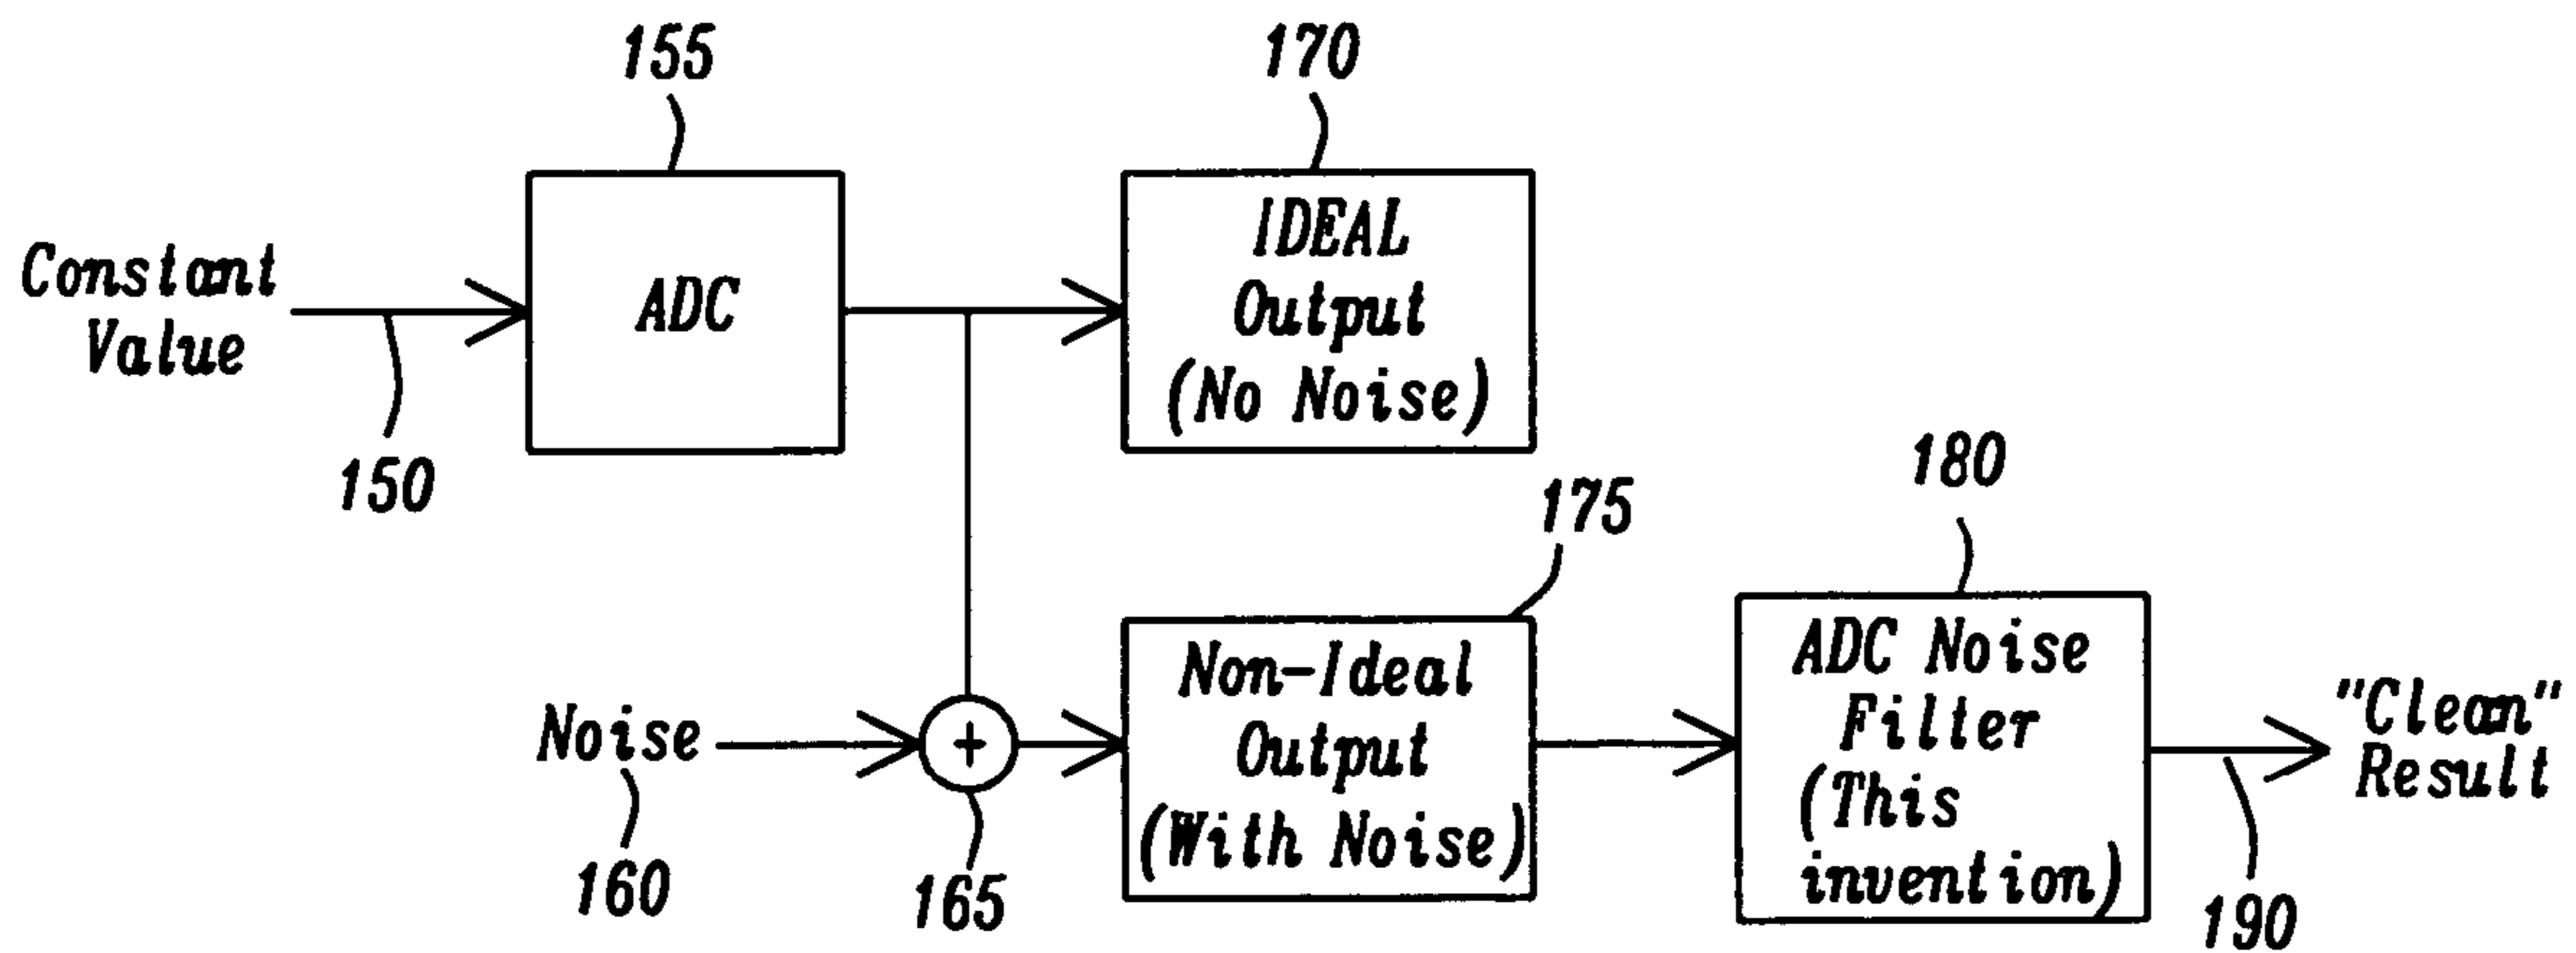 155
170
Constant
Value
150
ADC
IDEAL
Output
(No Noise)
175
180
Noise
160
+
165
Non-Ideal
Output
(With Noise)
ADC Noise
Filter
(This
invention)
"Clean"
Result
190